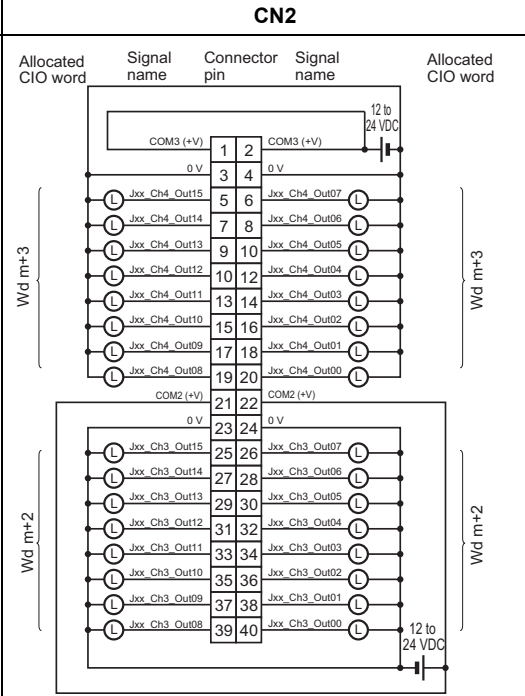 CN2
Allocated CIO word
Signal name
Connector pin
Signal name
Allocated CIO word
12 to 24 VDC
COM3 (+V) 1 2 COM3 (+V)
0 V 3 4 0 V
L Jxx_Ch4_Out15 5 6 Jxx_Ch4_Out07 L
L Jxx_Ch4_Out14 7 8 Jxx_Ch4_Out06 L
L Jxx_Ch4_Out13 9 10 Jxx_Ch4_Out05 L
L Jxx_Ch4_Out12 10 12 Jxx_Ch4_Out04 L
L Jxx_Ch4_Out11 13 14 Jxx_Ch4_Out03 L
L Jxx_Ch4_Out10 15 16 Jxx_Ch4_Out02 L
L Jxx_Ch4_Out09 17 18 Jxx_Ch4_Out01 L
L Jxx_Ch4_Out08 19 20 Jxx_Ch4_Out00 L
Wd m+3
Wd m+3
COM2 (+V) 21 22 COM2 (+V)
0 V 23 24 0 V
L Jxx_Ch3_Out15 25 26 Jxx_Ch3_Out07 L
L Jxx_Ch3_Out14 27 28 Jxx_Ch3_Out06 L
L Jxx_Ch3_Out13 29 30 Jxx_Ch3_Out05 L
L Jxx_Ch3_Out12 31 32 Jxx_Ch3_Out04 L
L Jxx_Ch3_Out11 33 34 Jxx_Ch3_Out03 L
L Jxx_Ch3_Out10 35 36 Jxx_Ch3_Out02 L
L Jxx_Ch3_Out09 37 38 Jxx_Ch3_Out01 L
L Jxx_Ch3_Out08 39 40 Jxx_Ch3_Out00 L
Wd m+2
Wd m+2
12 to 24 VDC